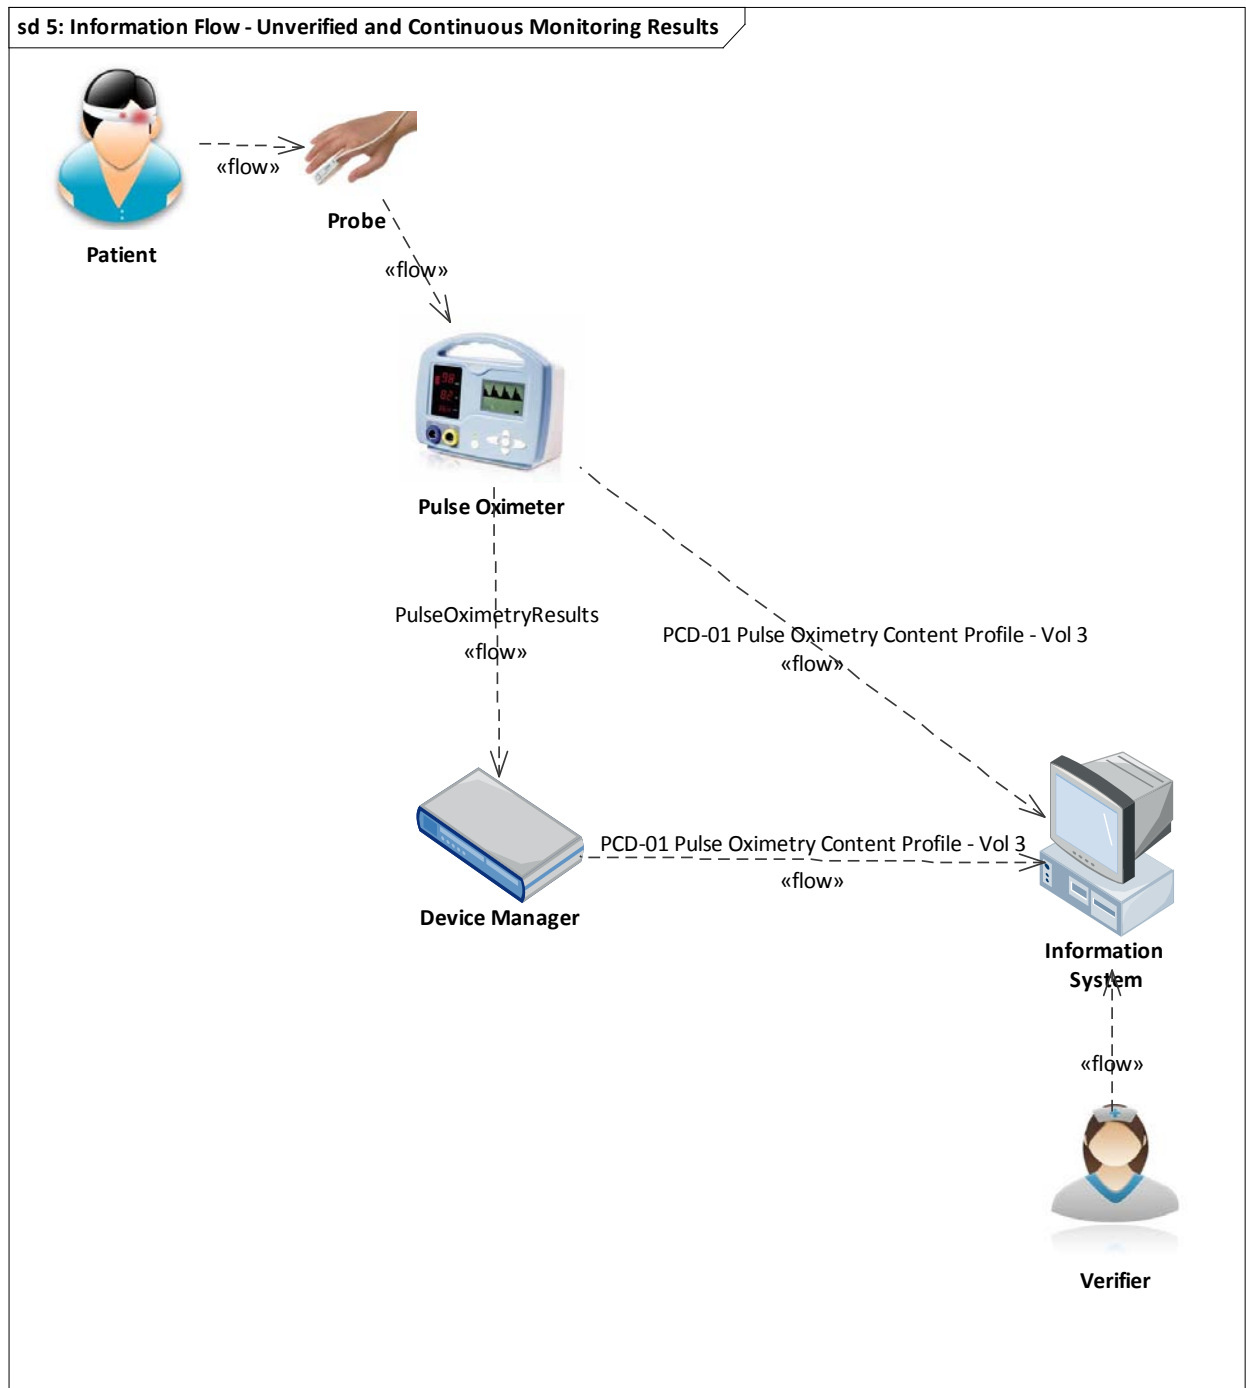 sd 5: Information Flow - Unverified and Continuous Monitoring Results
«flow»
Probe
Patient
«flow»
98
82
Pulse Oximeter
PulseOximetryResults
«flow»
PCD-01 Pulse Oximetry Content Profile - Vol 3
«flow»
PCD-01 Pulse Oximetry Content Profile - Vol 3
«flow»
Device Manager
Information
System
«flow»
Verifier